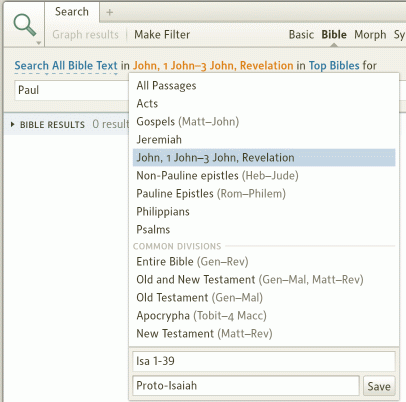 Search +
Graph results Make Filter Basic Bible Morph Sy
Search All Bible Text in John, 1 John–3 John, Revelation in Top Bibles for
Paul
BIBLE RESULTS 0 result
All Passages
Acts
Gospels (Matt–John)
Jeremiah
John, 1 John–3 John, Revelation
Non-Pauline epistles (Heb–Jude)
Pauline Epistles (Rom–Philem)
Philippians
Psalms
COMMON DIVISIONS
Entire Bible (Gen–Rev)
Old and New Testament (Gen–Mal, Matt–Rev)
Old Testament (Gen–Mal)
Apocrypha (Tobit–4 Macc)
New Testament (Matt–Rev)
Isa 1-39
Proto-Isaiah Save